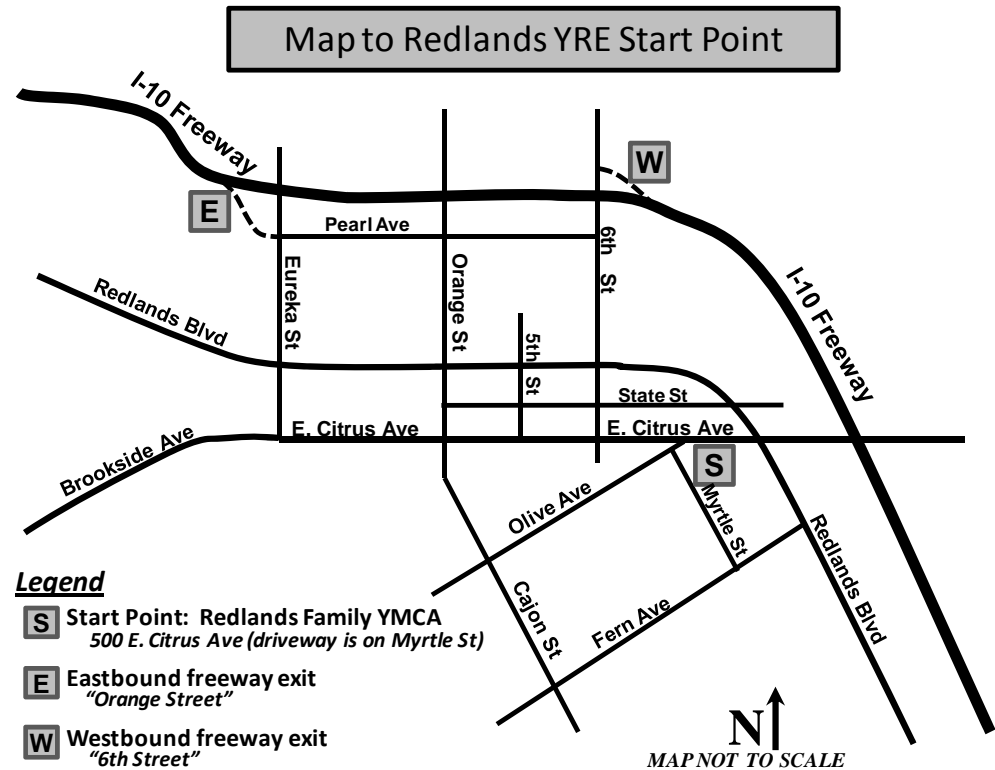 Map to Redlands YRE Start Point
I-10 Freeway
W
E
Pearl Ave
6th St
Eureka St
Orange St
I-10 Freeway
Redlands Blvd
5th St
State St
E. Citrus Ave
E. Citrus Ave
Brookside Ave
S
Olive Ave
Myrtle St
Redlands Blvd
Cajon St
Fern Ave
Legend
S Start Point: Redlands Family YMCA
500 E. Citrus Ave (driveway is on Myrtle St)
E Eastbound freeway exit
"Orange Street"
W Westbound freeway exit
"6th Street"
N
MAP NOT TO SCALE